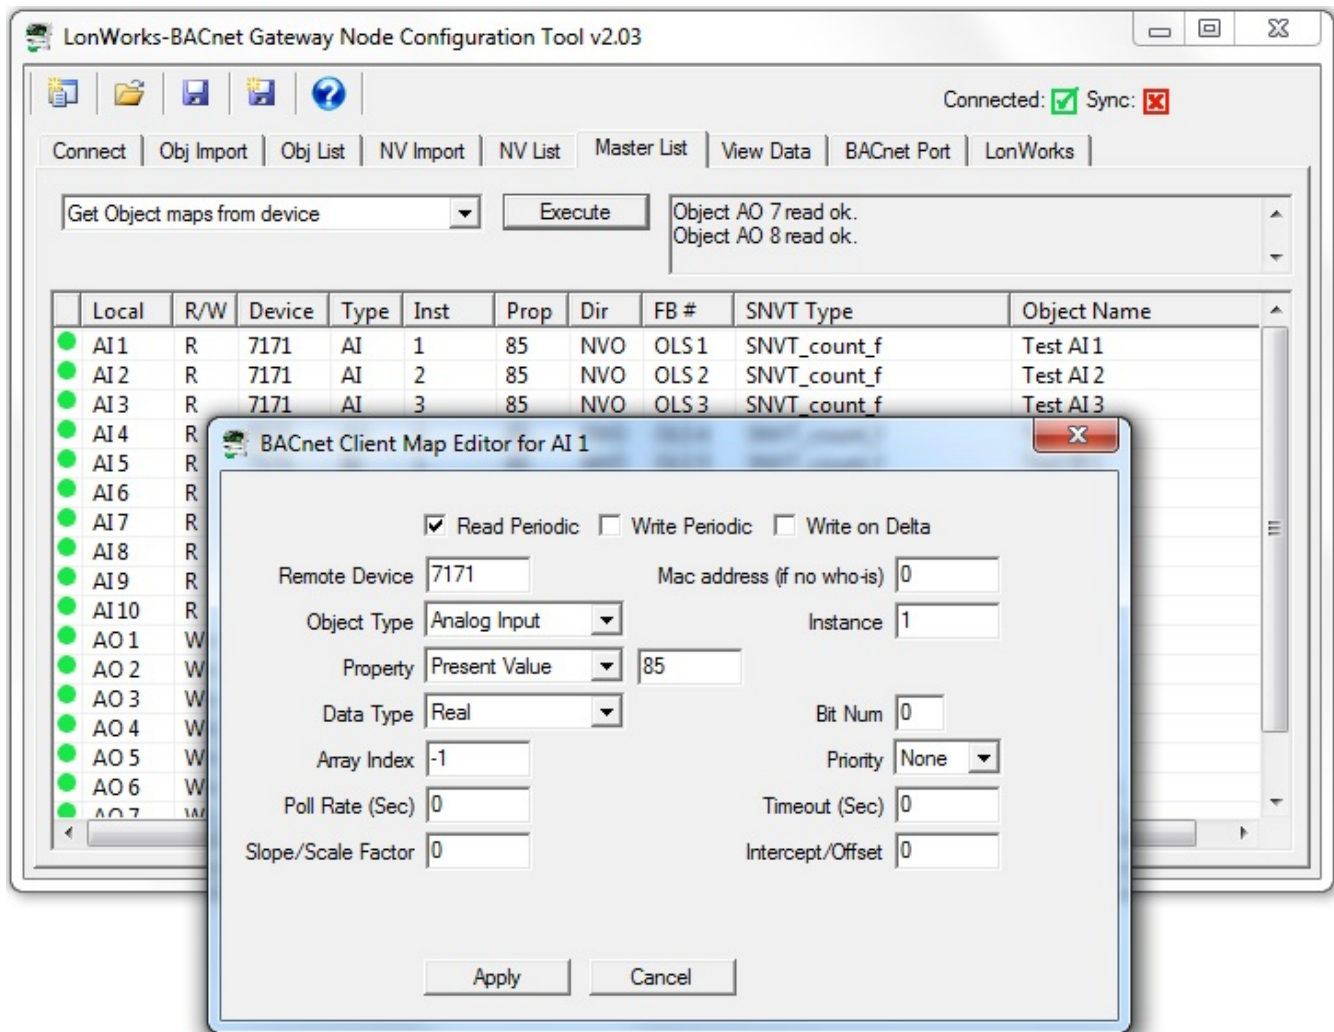 LonWorks-BACnet Gateway Node Configuration Tool v2.03
Connected: Sync:
Connect Obj Import Obj List NV Import NV List Master List View Data BACnet Port LonWorks
Get Object maps from device Execute
Object AO 7 read ok.
Object AO 8 read ok.
Local R/W Device Type Inst Prop Dir FB # SNVT Type Object Name
AI 1 R 7171 AI 1 85 NVO OLS 1 SNVT_count_f Test AI 1
AI 2 R 7171 AI 2 85 NVO OLS 2 SNVT_count_f Test AI 2
AI 3 R 7171 AI 3 85 NVO OLS 3 SNVT_count_f Test AI 3
AI 4 R
AI 5 R
AI 6 R
AI 7 R
AI 8 R
AI 9 R
AI 10 R
AO 1 W
AO 2 W
AO 3 W
AO 4 W
AO 5 W
AO 6 W
AO 7 W
BACnet Client Map Editor for AI 1
Read Periodic Write Periodic Write on Delta
Remote Device 7171 Mac address (if no who-is) 0
Object Type Analog Input Instance 1
Property Present Value 85
Data Type Real Bit Num 0
Array Index -1 Priority None
Poll Rate (Sec) 0 Timeout (Sec) 0
Slope/Scale Factor 0 Intercept/Offset 0
Apply Cancel